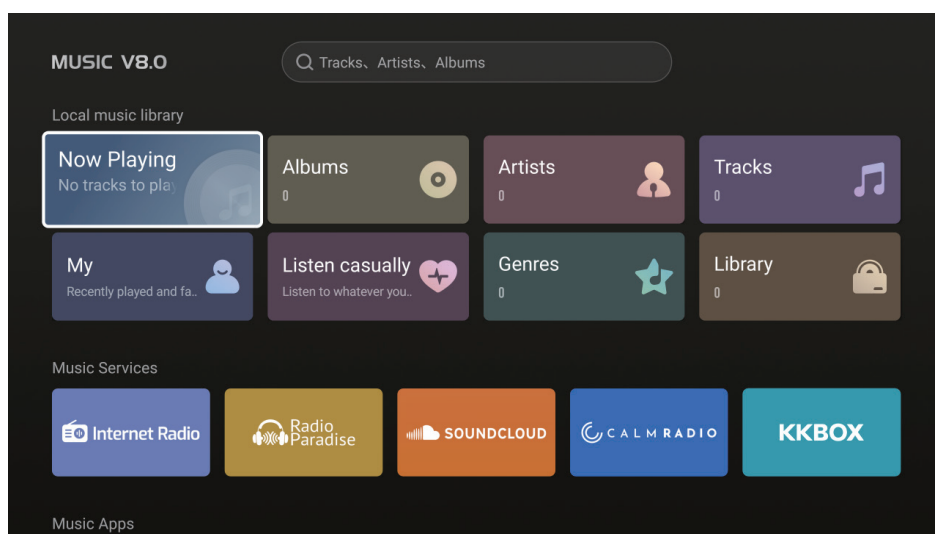 MUSIC V8.0
Tracks、Artists、Albums
Local music library
Now Playing
No tracks to play
Albums
0
Artists
0
Tracks
0
My
Recently played and fa..
Listen casually
Listen to whatever you..
Genres
0
Library
0
Music Services
Internet Radio
Radio
Paradise
SOUNDCLOUD
CALM RADIO
KKBOX
Music Apps